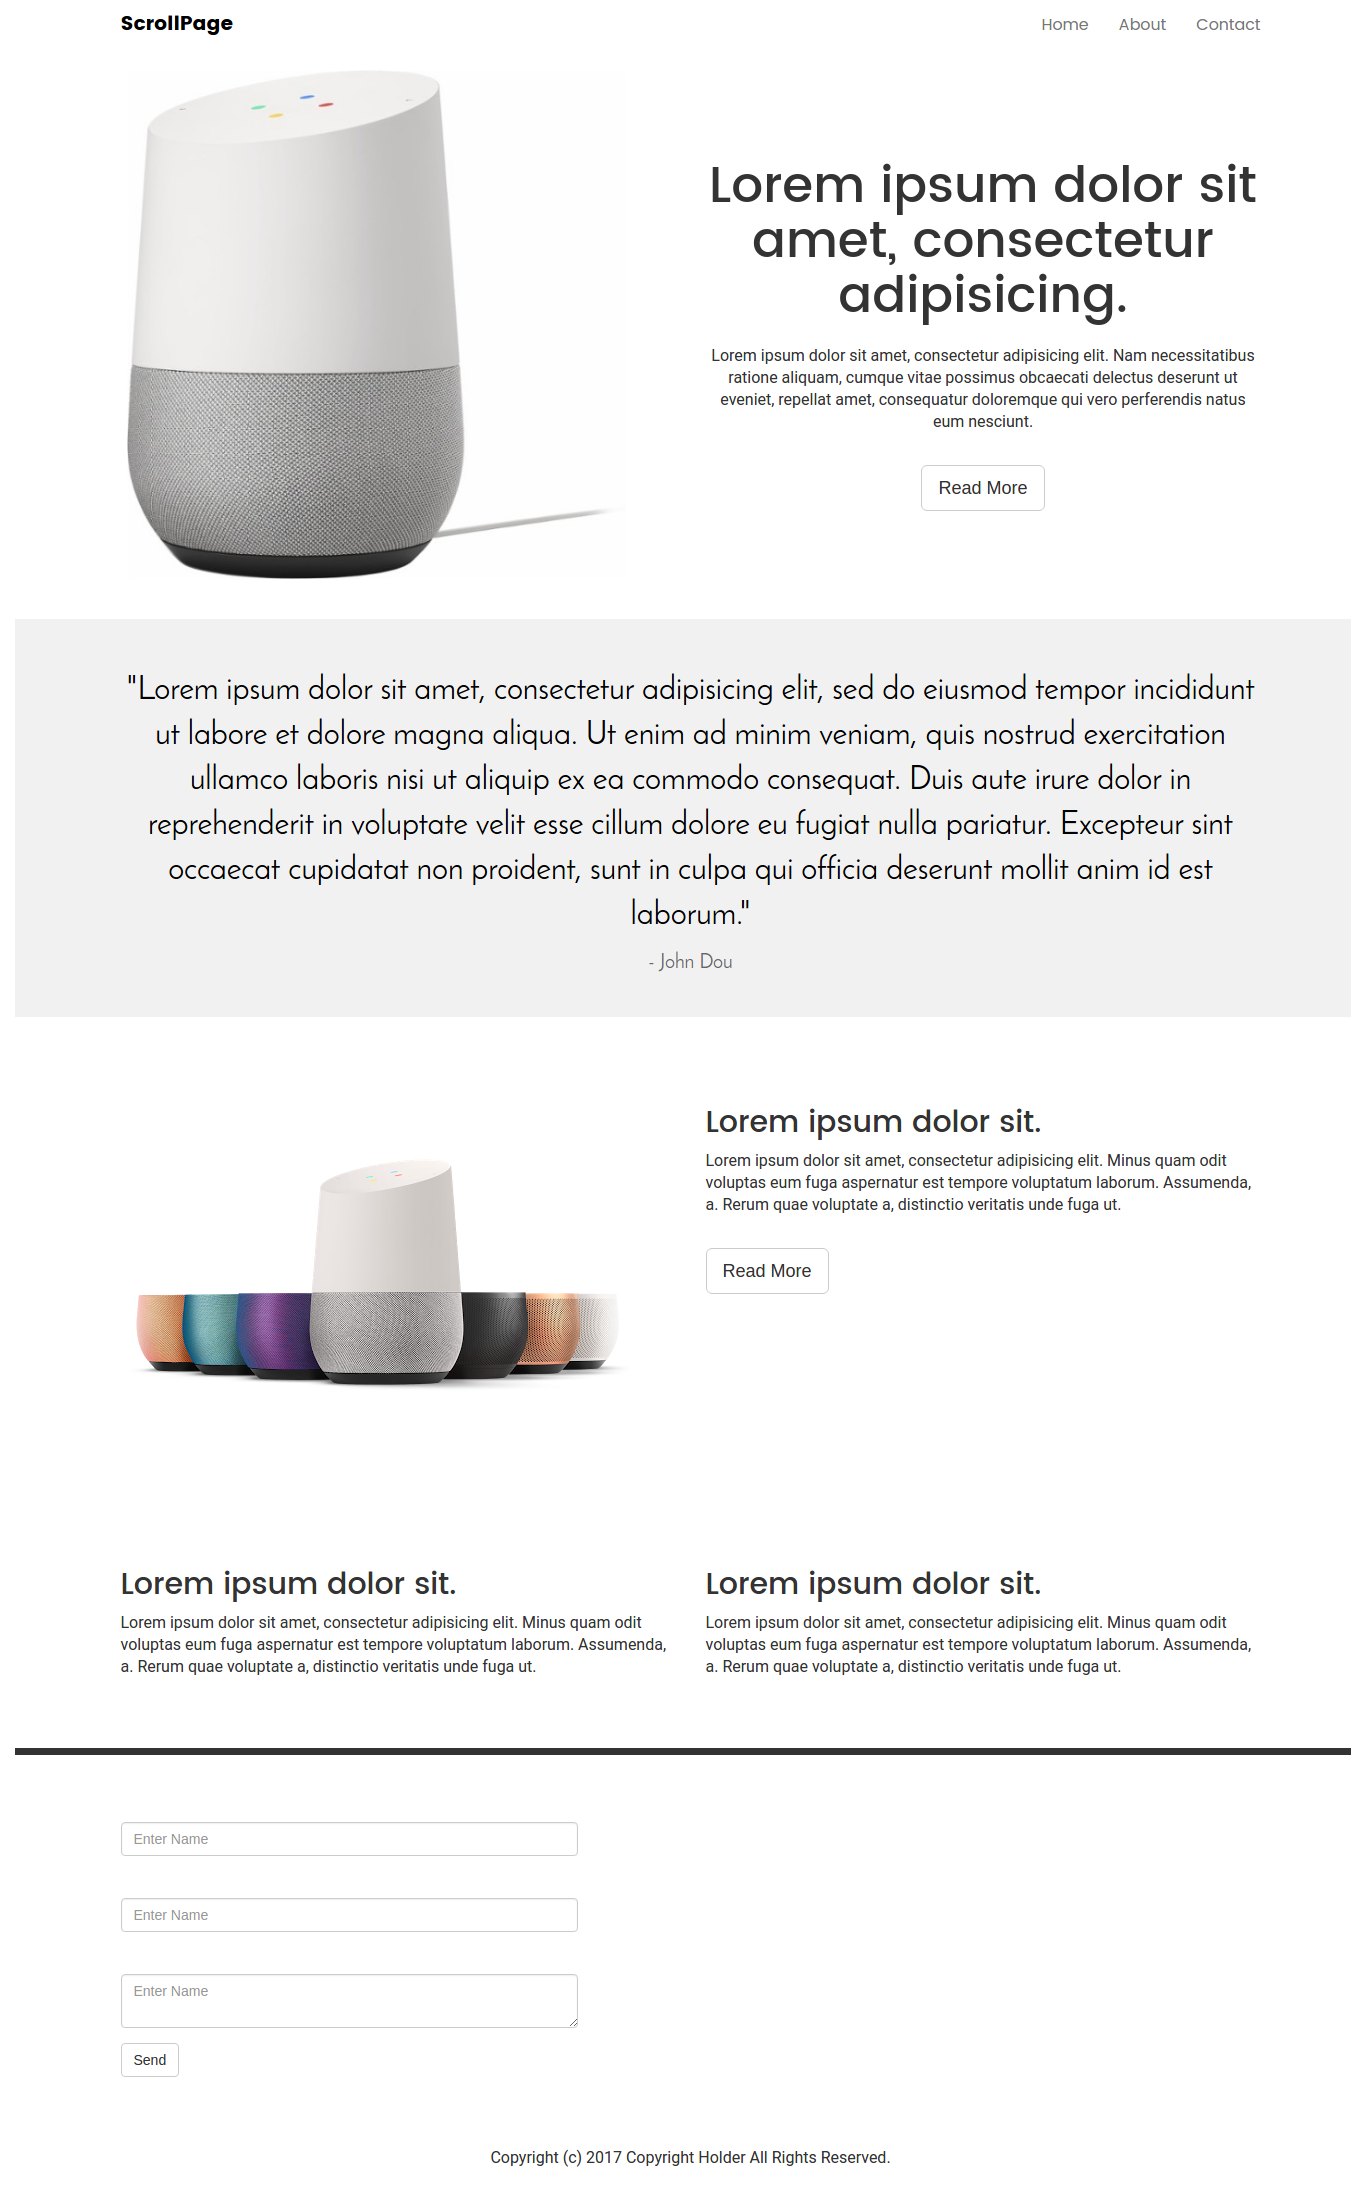 ScrollPage
Home About Contact
Lorem ipsum dolor sit
amet, consectetur
adipisicing.
Lorem ipsum dolor sit amet, consectetur adipisicing elit. Nam necessitatibus
ratione aliquam, cumque vitae possimus obcaecati delectus deserunt ut
eveniet, repellat amet, consequatur doloremque qui vero perferendis natus
eum nesciunt.
Read More
"Lorem ipsum dolor sit amet, consectetur adipisicing elit, sed do eiusmod tempor incididunt
ut labore et dolore magna aliqua. Ut enim ad minim veniam, quis nostrud exercitation
ullamco laboris nisi ut aliquip ex ea commodo consequat. Duis aute irure dolor in
reprehenderit in voluptate velit esse cillum dolore eu fugiat nulla pariatur. Excepteur sint
occaecat cupidatat non proident, sunt in culpa qui officia deserunt mollit anim id est
laborum."
- John Dou
Lorem ipsum dolor sit.
Lorem ipsum dolor sit amet, consectetur adipisicing elit. Minus quam odit
voluptas eum fuga aspernatur est tempore voluptatum laborum. Assumenda,
a. Rerum quae voluptate a, distinctio veritatis unde fuga ut.
Read More
Lorem ipsum dolor sit.
Lorem ipsum dolor sit amet, consectetur adipisicing elit. Minus quam odit
voluptas eum fuga aspernatur est tempore voluptatum laborum. Assumenda,
a. Rerum quae voluptate a, distinctio veritatis unde fuga ut.
Lorem ipsum dolor sit.
Lorem ipsum dolor sit amet, consectetur adipisicing elit. Minus quam odit
voluptas eum fuga aspernatur est tempore voluptatum laborum. Assumenda,
a. Rerum quae voluptate a, distinctio veritatis unde fuga ut.
Enter Name
Enter Name
Enter Name
Send
Copyright (c) 2017 Copyright Holder All Rights Reserved.